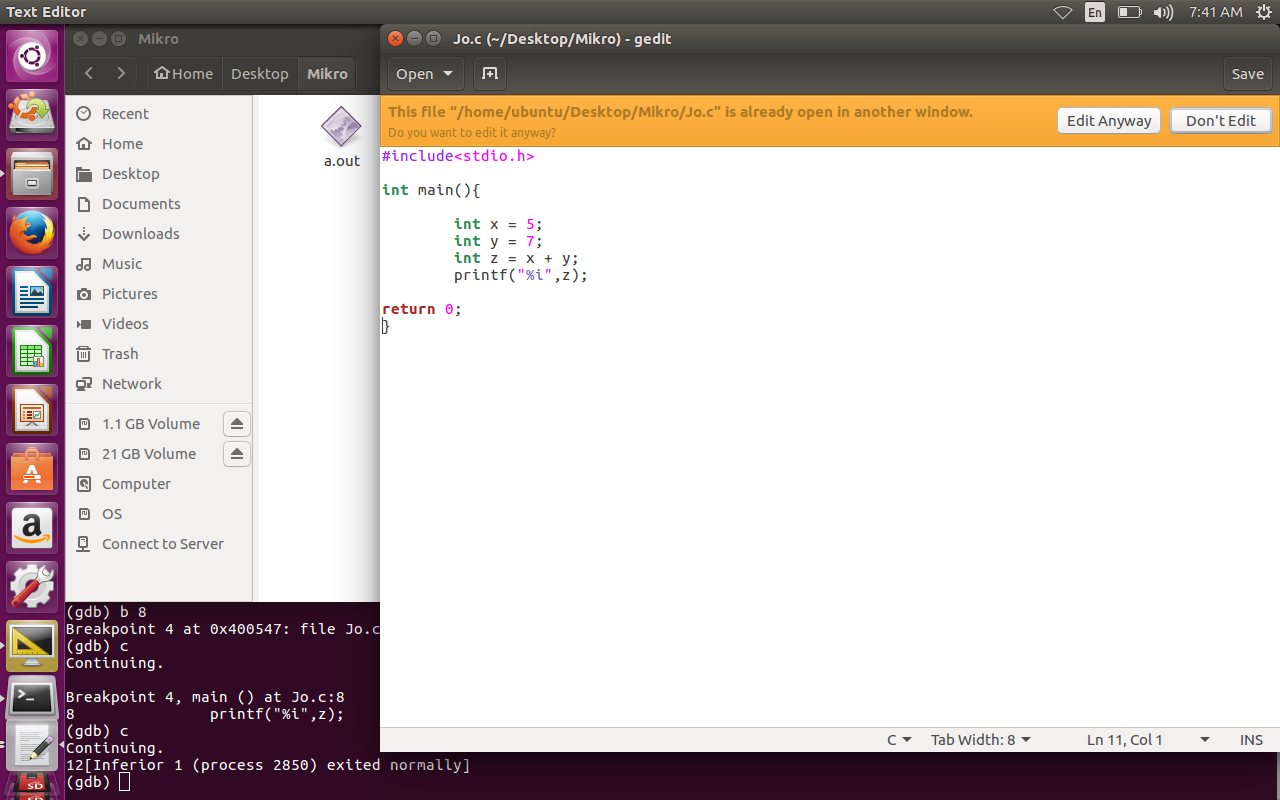 Text Editor
En
7:41 AM
Mikro
Home
Desktop
Mikro
Recent
Home
Desktop
Documents
Downloads
Music
Pictures
Videos
Trash
Network
1.1 GB Volume
21 GB Volume
Computer
OS
Connect to Server
a.out
Jo.c (~/Desktop/Mikro) - gedit
Open
Save
This file “/home/ubuntu/Desktop/Mikro/Jo.c” is already open in another window.
Do you want to edit it anyway?
Edit Anyway
Don't Edit
#include<stdio.h>
int main(){
int x = 5;
int y = 7;
int z = x + y;
printf("%i",z);
return 0;
}
C
Tab Width: 8
Ln 11, Col 1
INS
(gdb) b 8
Breakpoint 4 at 0x400547: file Jo.c
(gdb) c
Continuing.
Breakpoint 4, main () at Jo.c:8
8 printf("%i",z);
(gdb) c
Continuing.
12[Inferior 1 (process 2850) exited normally]
(gdb)
A
a
>_
SD
SD